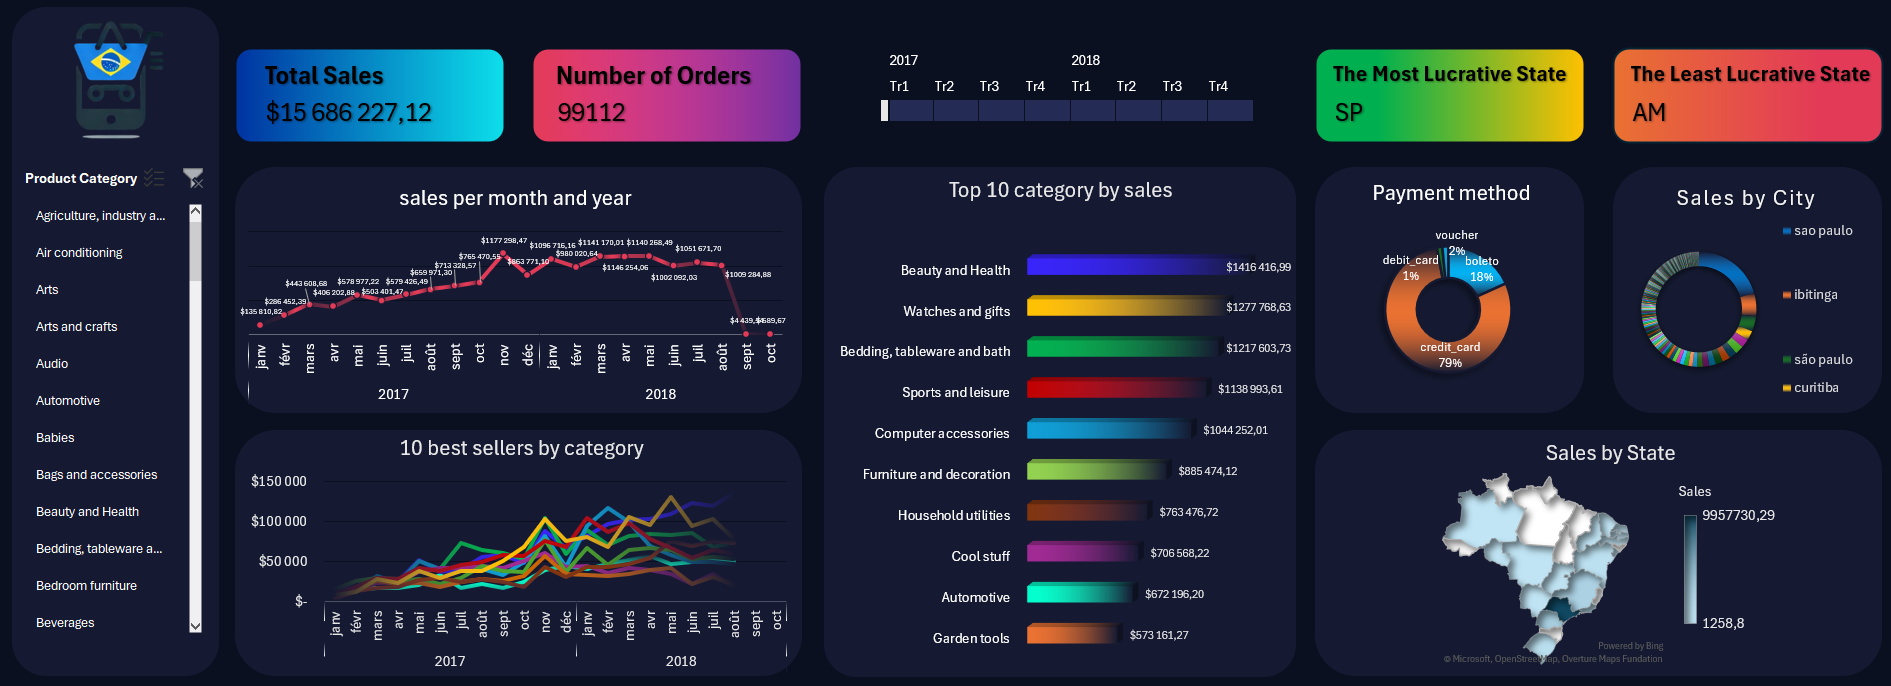 Total Sales
$15 686 227,12
Number of Orders
99112
2017 2018
Tr1 Tr2 Tr3 Tr4 Tr1 Tr2 Tr3 Tr4
The Most Lucrative State
SP
The Least Lucrative State
AM
Product Category
Agriculture, industry a...
Air conditioning
Arts
Arts and crafts
Audio
Automotive
Babies
Bags and accessories
Beauty and Health
Bedding, tableware a...
Bedroom furniture
Beverages
sales per month and year
$135 810,82
$286 452,39
$443 608,68
$406 202,88
$578 977,22
$503 401,47
$579 426,49
$659 971,30
$713 328,57
$765 470,55
$1177 298,47
$863 771,10
$1096 716,16
$980 020,64
$1141 170,01
$1146 254,06
$1140 268,49
$1002 092,03
$1051 671,70
$1009 284,88
janv févr mars avr mai juin juil août sept oct nov déc janv févr mars avr mai juin juil août sept oct
2017 2018
10 best sellers by category
$150 000
$100 000
$50 000
$-
janv févr mars avr mai juin juil août sept oct nov déc janv févr mars avr mai juin juil août sept oct
2017 2018
Top 10 category by sales
Beauty and Health $1416 416,99
Watches and gifts $1277 768,63
Bedding, tableware and bath $1217 603,73
Sports and leisure $1138 993,61
Computer accessories $1044 252,01
Furniture and decoration $885 474,12
Household utilities $763 476,72
Cool stuff $706 568,22
Automotive $672 196,20
Garden tools $573 161,27
Payment method
voucher
2%
debit_card
1%
boleto
18%
credit_card
79%
Sales by City
sao paulo
ibitinga
são paulo
curitiba
Sales by State
Sales
9957730,29
1258,8
Powered by Bing
© Microsoft, OpenStreetMap, Overture Maps Fundation